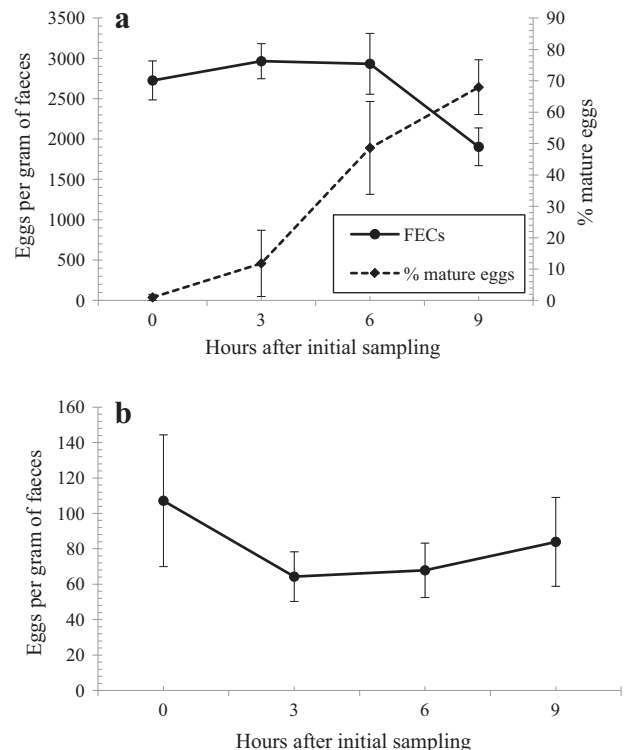 a
3500
3000
2500
2000
1500
1000
500
0
Eggs per gram of faeces
90
80
70
60
50
40
30
20
10
0
% mature eggs
FECs
% mature eggs
0 3 6 9
Hours after initial sampling
b
160
140
120
100
80
60
40
20
0
Eggs per gram of faeces
0 3 6 9
Hours after initial sampling